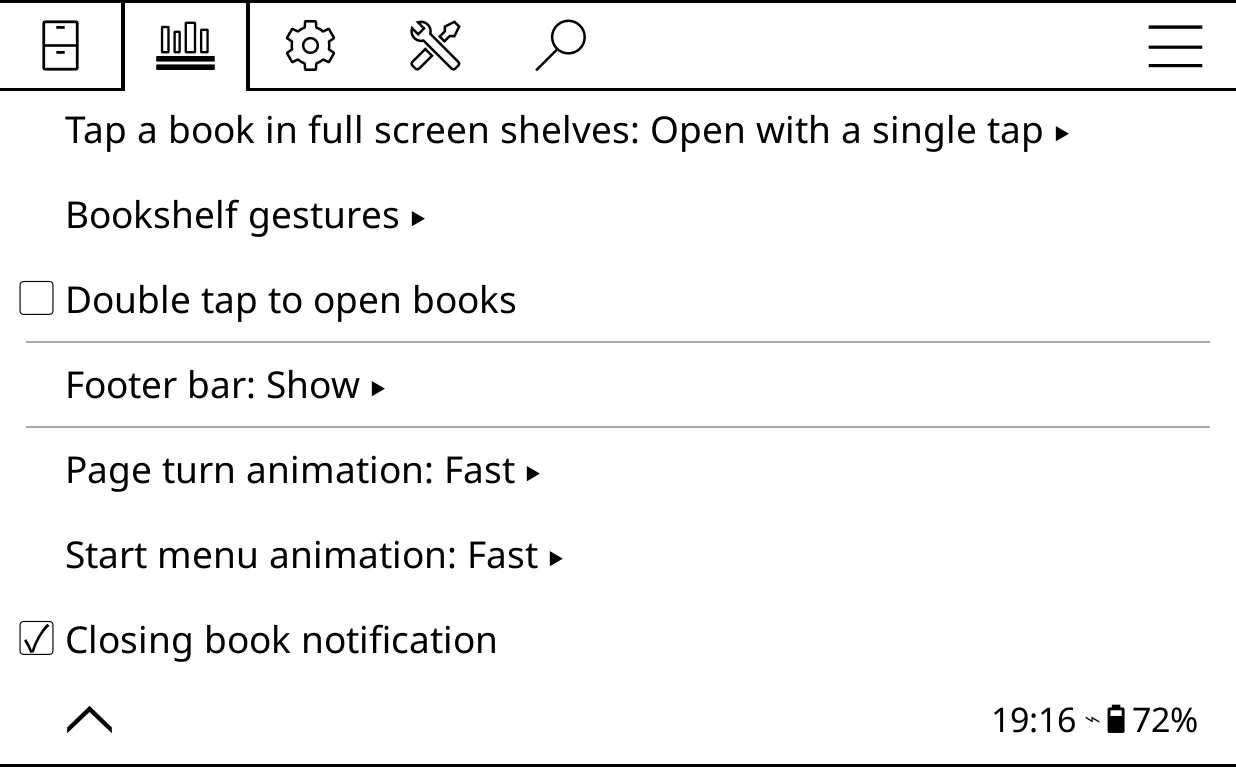 Tap a book in full screen shelves: Open with a single tap ▸
Bookshelf gestures ▸
Double tap to open books
Footer bar: Show ▸
Page turn animation: Fast ▸
Start menu animation: Fast ▸
Closing book notification
19:16 72%